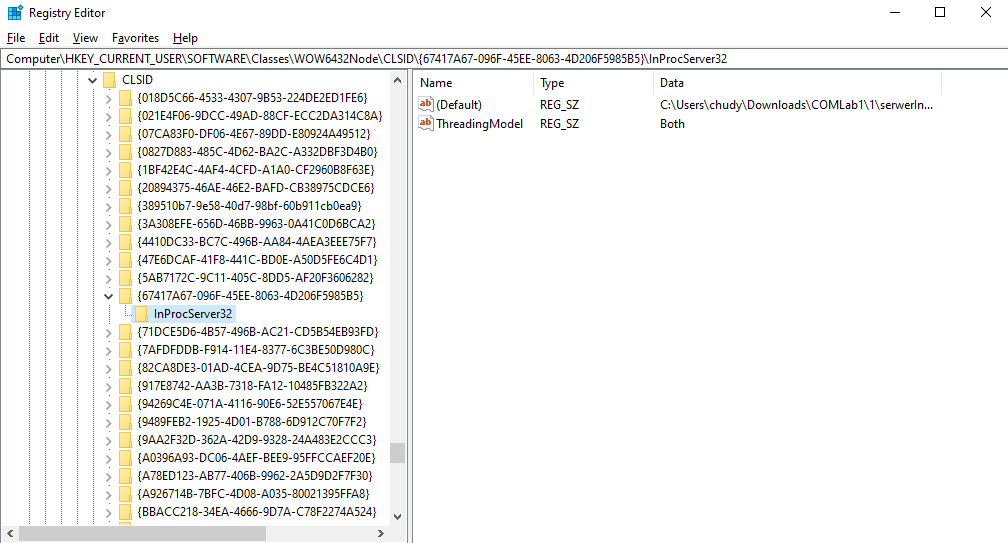 Registry Editor
File Edit View Favorites Help
Computer\HKEY_CURRENT_USER\SOFTWARE\Classes\WOW6432Node\CLSID\{67417A67-096F-45EE-8063-4D206F5985B5}\InProcServer32
CLSID
{018D5C66-4533-4307-9B53-224DE2ED1FE6}
{021E4F06-9DCC-49AD-88CF-ECC2DA314C8A}
{07CA83F0-DF06-4E67-89DD-E80924A49512}
{0827D883-485C-4D62-BA2C-A332DBF3D4B0}
{1BF42E4C-4AF4-4CFD-A1A0-CF2960B8F63E}
{20894375-46AE-46E2-BAFD-CB38975CDCE6}
{389510b7-9e58-40d7-98bf-60b911cb0ea9}
{3A308EFE-656D-46BB-9963-0A41C0D6BCA2}
{4410DC33-BC7C-496B-AA84-4AEA3EEE75F7}
{47E6DCAF-41F8-441C-BD0E-A50D5FE6C4D1}
{5AB7172C-9C11-405C-8DD5-AF20F3606282}
{67417A67-096F-45EE-8063-4D206F5985B5}
InProcServer32
{71DCE5D6-4B57-496B-AC21-CD5B54EB93FD}
{7AFDFDDB-F914-11E4-8377-6C3BE50D980C}
{82CA8DE3-01AD-4CEA-9D75-BE4C51810A9E}
{917E8742-AA3B-7318-FA12-10485FB322A2}
{94269C4E-071A-4116-90E6-52E557067E4E}
{9489FEB2-1925-4D01-B788-6D912C70F7F2}
{9AA2F32D-362A-42D9-9328-24A483E2CCC3}
{A0396A93-DC06-4AEF-BEE9-95FFCCAEF20E}
{A78ED123-AB77-406B-9962-2A5D9D2F7F30}
{A926714B-7BFC-4D08-A035-80021395FFA8}
{BBACC218-34EA-4666-9D7A-C78F2274A524}
Name Type Data
(Default) REG_SZ C:\Users\chudy\Downloads\COMLab1\1\serwerIn...
ThreadingModel REG_SZ Both